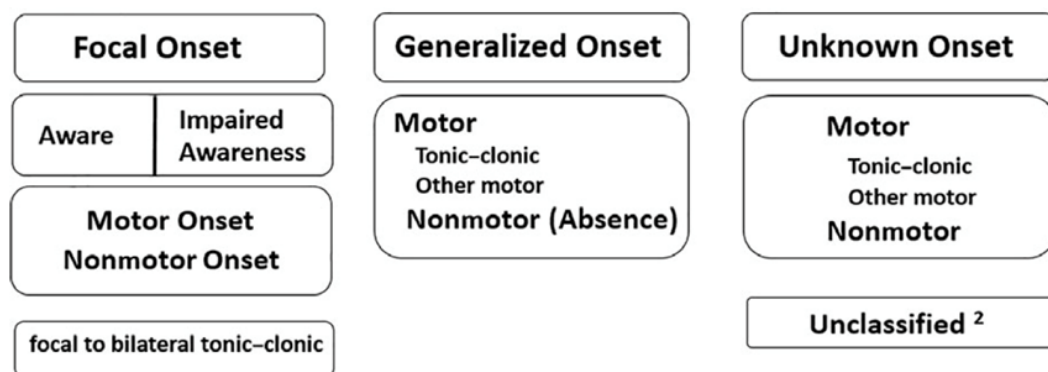 Focal Onset
Aware
Impaired
Awareness
Motor Onset
Nonmotor Onset
focal to bilateral tonic–clonic
Generalized Onset
Motor
Tonic–clonic
Other motor
Nonmotor (Absence)
Unknown Onset
Motor
Tonic–clonic
Other motor
Nonmotor
Unclassified ²